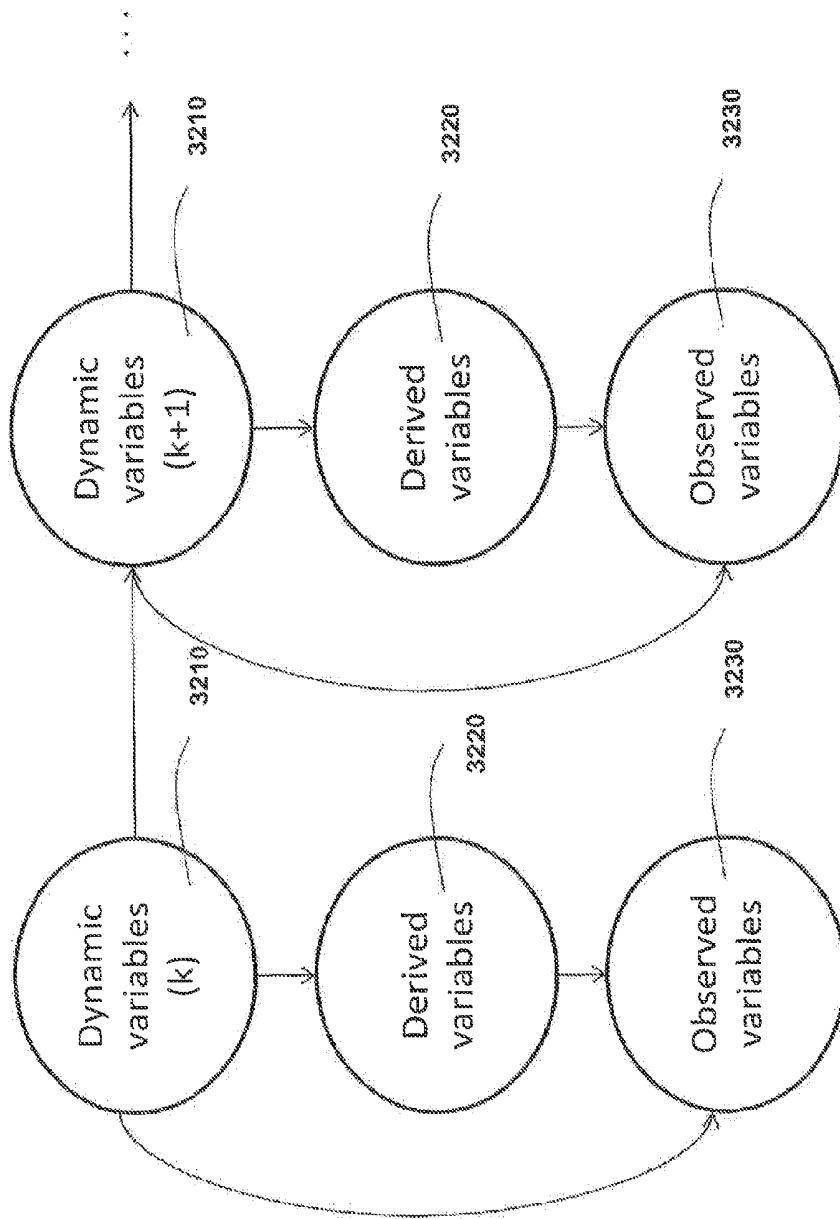 Dynamic
variables
(k)
3210
Derived
variables
3220
Observed
variables
3230
Dynamic
variables
(k+1)
3210
Derived
variables
3220
Observed
variables
3230
. . .